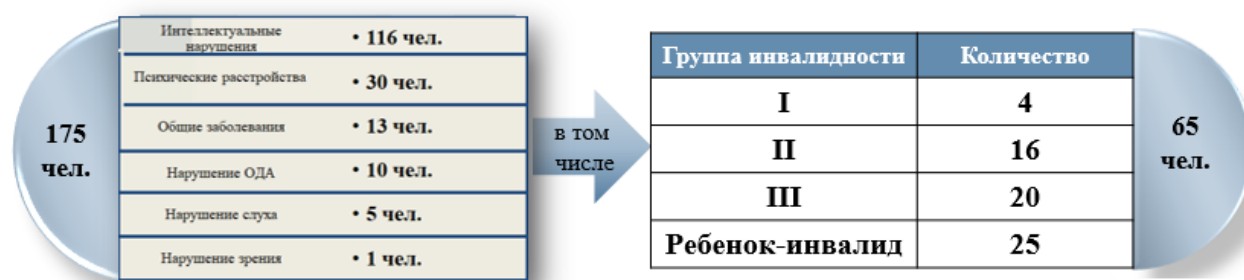 175
чел.
Интеллектуальные
нарушения
• 116 чел.
Психические расстройства
• 30 чел.
Общие заболевания
• 13 чел.
Нарушение ОДА
• 10 чел.
Нарушение слуха
• 5 чел.
Нарушение зрения
• 1 чел.
в том
числе
Группа инвалидности Количество
I 4
II 16
III 20
Ребенок-инвалид 25
65
чел.